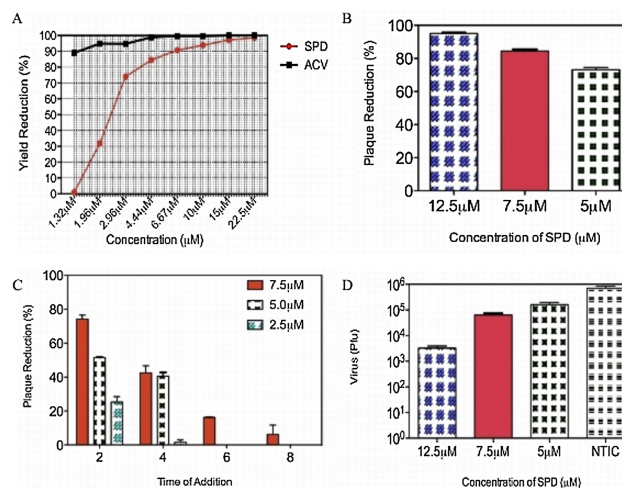 A
Yield Reduction (%)
100
90
80
70
60
50
40
30
20
10
0
1.32µM
1.96µM
2.96µM
4.44µM
6.67µM
10µM
15µM
22.5µM
Concentration (µM)
SPD
ACV
B
Plaque Reduction (%)
100
80
60
40
20
0
12.5µM
7.5µM
5µM
Concentration of SPD (µM)
C
Plaque Reduction (%)
100
80
60
40
20
0
2
4
6
8
Time of Addition
7.5µM
5.0µM
2.5µM
D
Virus (Pfu)
10⁶
10⁵
10⁴
10³
10²
10¹
10⁰
12.5µM
7.5µM
5µM
NTIC
Concentration of SPD (µM)